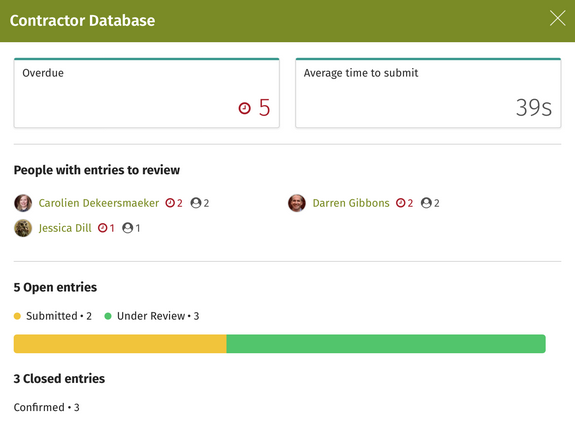 Contractor Database
Overdue
5
Average time to submit
39s
People with entries to review
Carolien Dekeersmaeker 2 2
Darren Gibbons 2 2
Jessica Dill 1 1
5 Open entries
Submitted • 2 Under Review • 3
3 Closed entries
Confirmed • 3